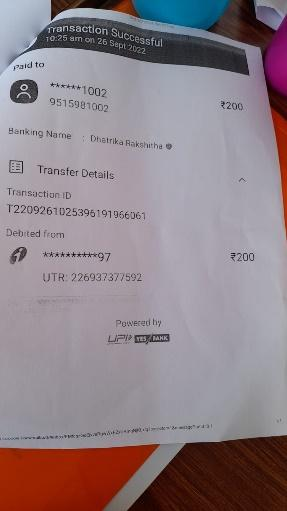 Transaction Successful
10:25 am on 26 Sept 2022
Paid to
******1002
9515981002
₹200
Banking Name : Dhatrika Rakshitha
Transfer Details
Transaction ID
T2209261025396191966061
Debited from
**********97
₹200
UTR: 226937377592
Powered by
UPI YES BANK